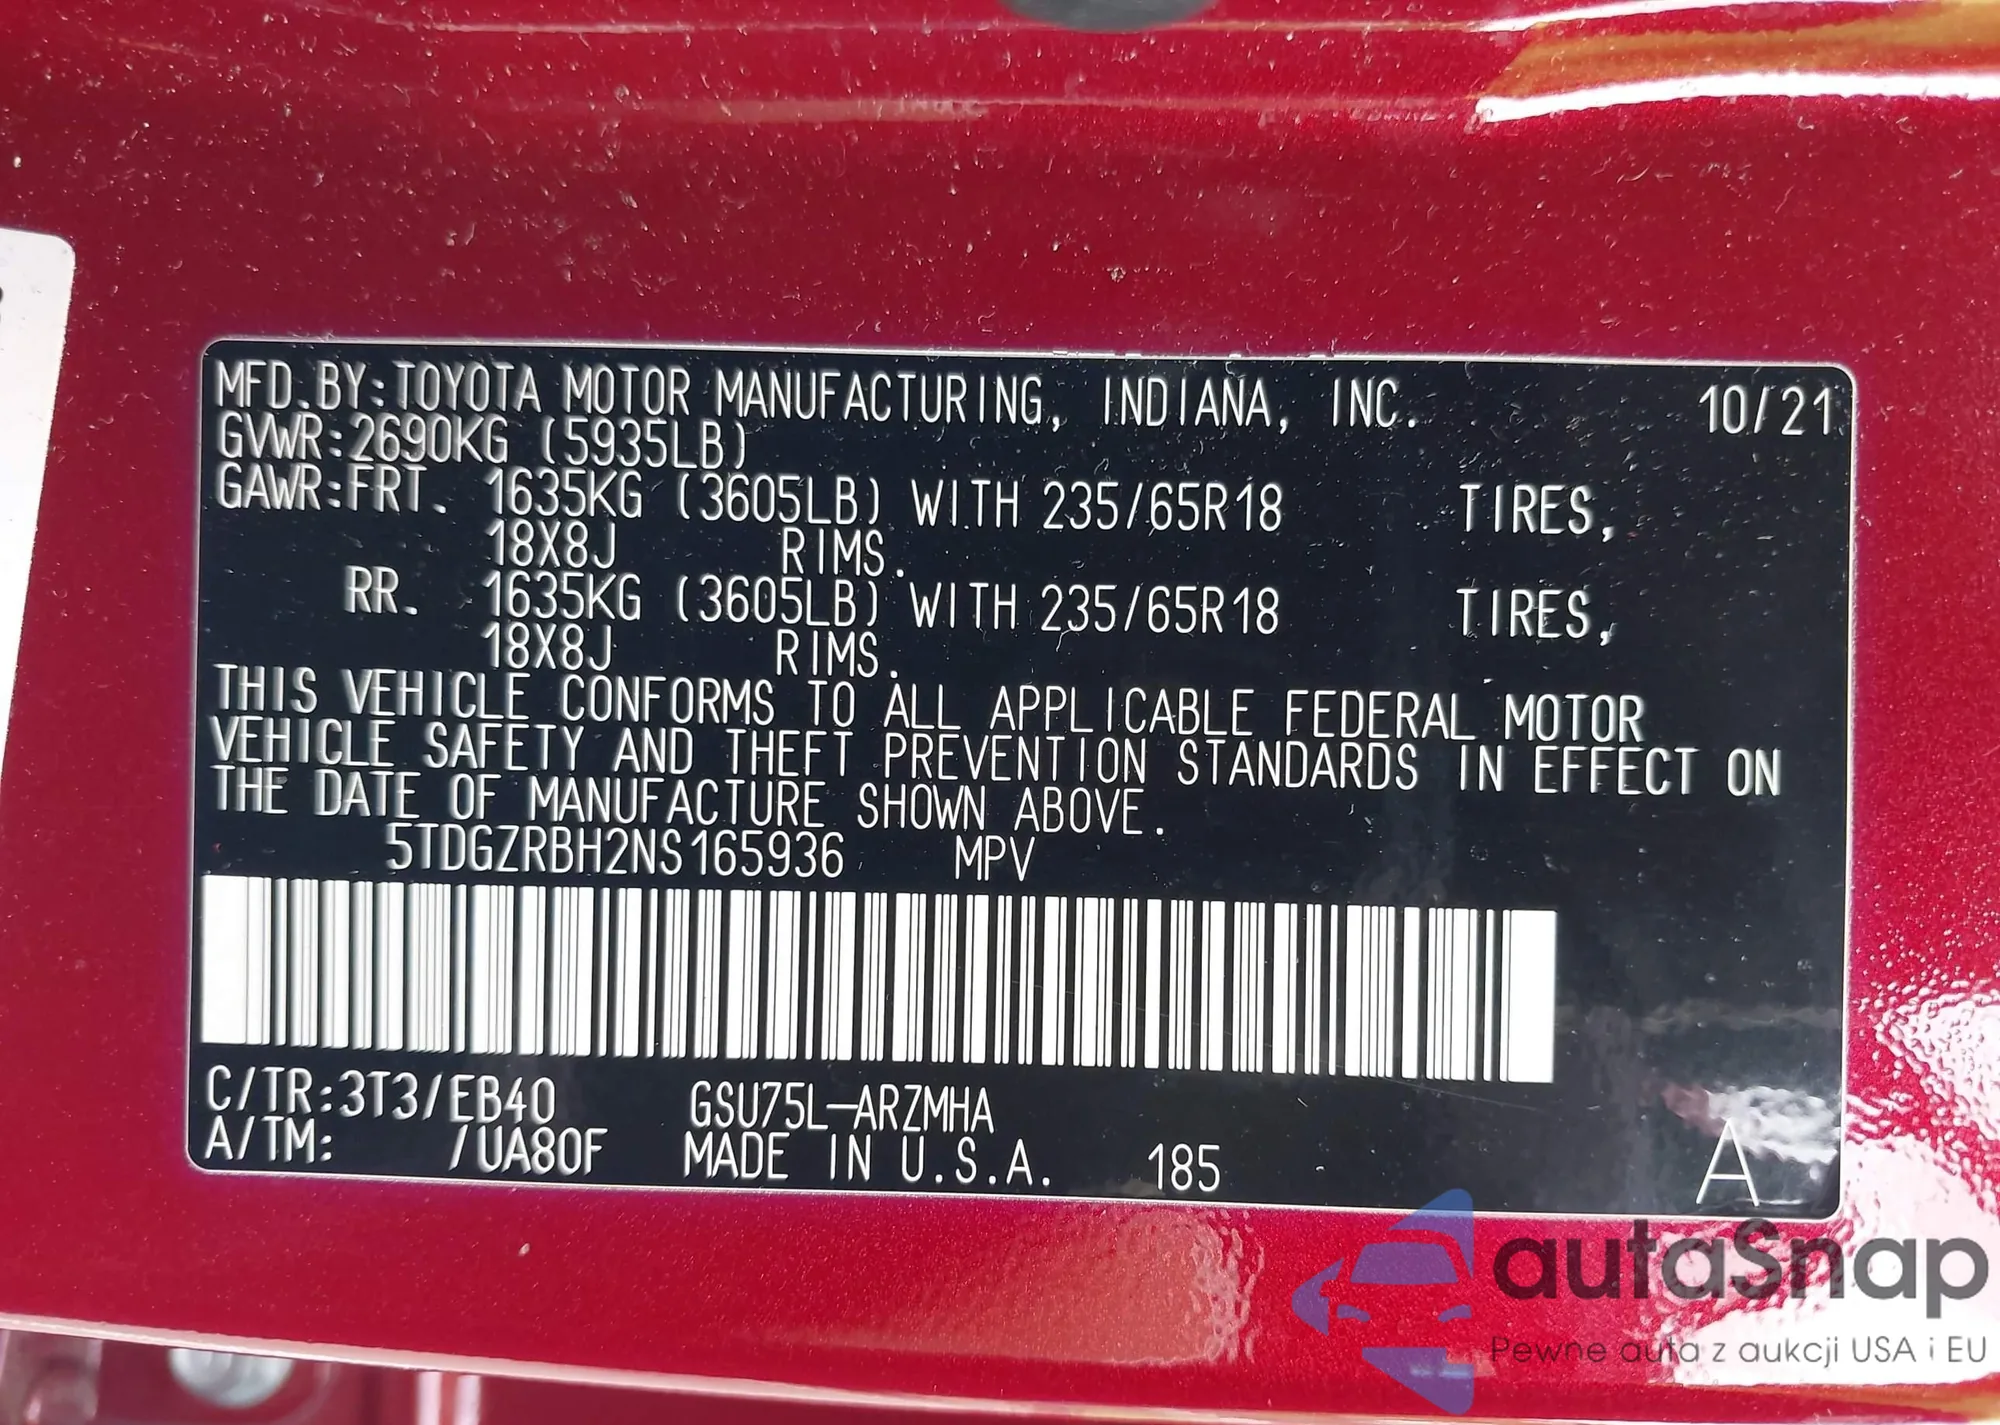 MFD. BY: TOYOTA MOTOR MANUFACTURING, INDIANA, INC. 10/21
GVWR: 2690KG (5935LB)
GAWR: FRT. 1635KG (3605LB) WITH 235/65R18 TIRES,
18X8J RIMS.
RR. 1635KG (3605LB) WITH 235/65R18 TIRES,
18X8J RIMS.
THIS VEHICLE CONFORMS TO ALL APPLICABLE FEDERAL MOTOR
VEHICLE SAFETY AND THEFT PREVENTION STANDARDS IN EFFECT ON
THE DATE OF MANUFACTURE SHOWN ABOVE.
5TDGZRBH2NS165936 MPV
C/TR: 3T3/EB40 GSU75L-ARZMHA
A/TM: /UA80F MADE IN U.S.A. 185 A
autaSnap
Pewne auta z aukcji USA i EU